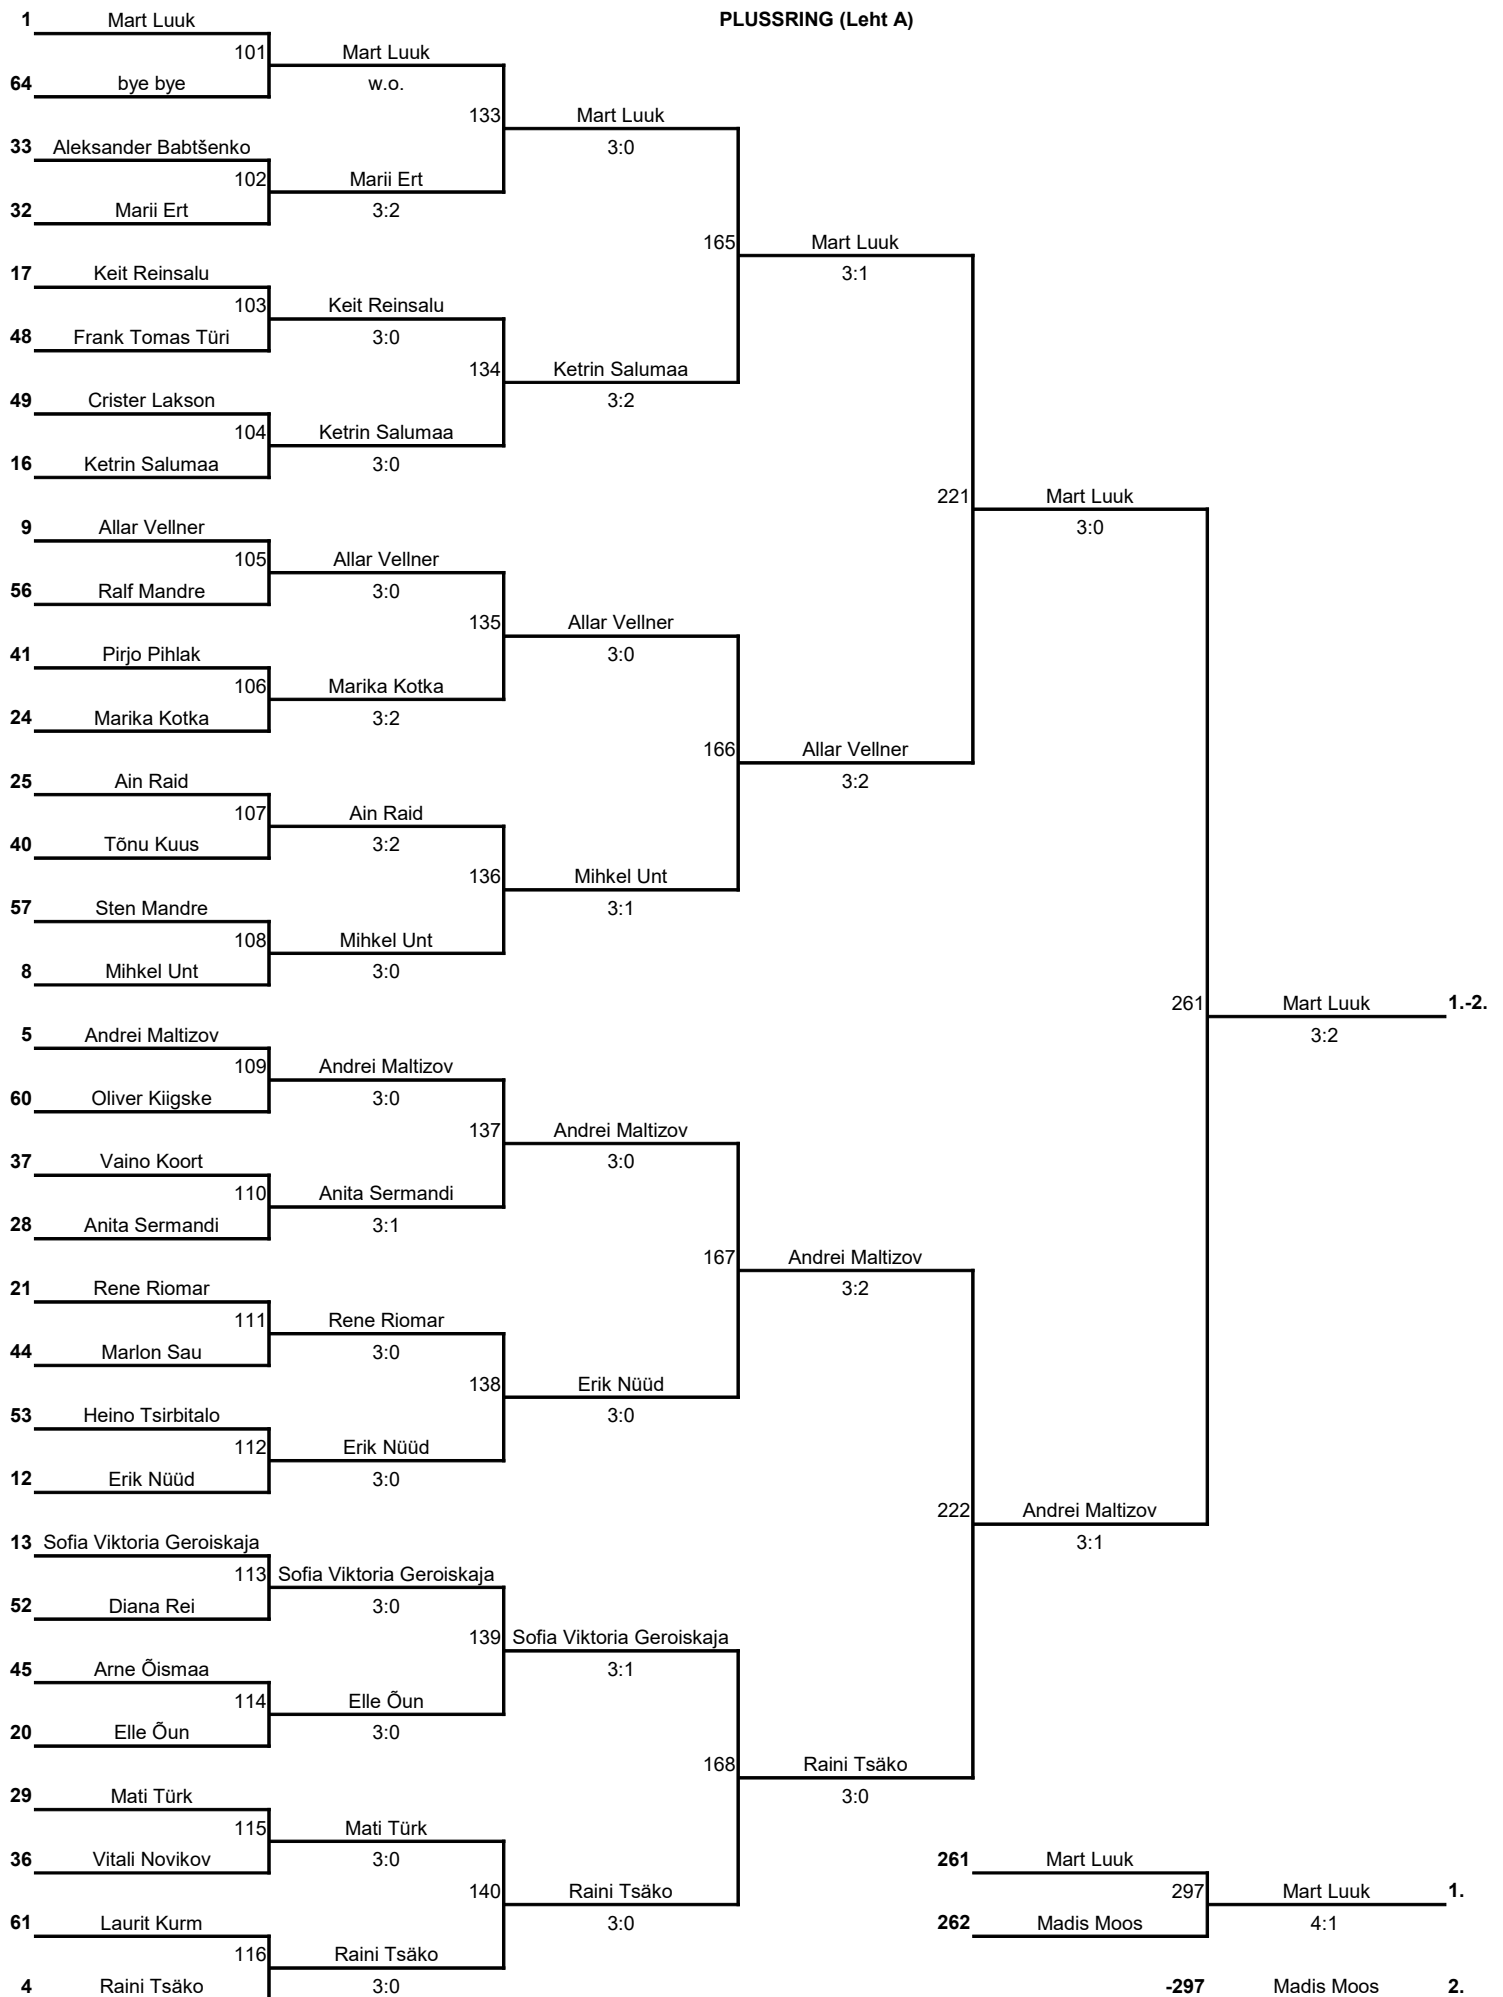 1 Mart Luuk PLUSSRING (Leht A)
101 Mart Luuk
64 bye bye w.o.
133 Mart Luuk
33 Aleksander Babtšenko 3:0
102 Marii Ert
32 Marii Ert 3:2
165 Mart Luuk
17 Keit Reinsalu 3:1
103 Keit Reinsalu
48 Frank Tomas Türi 3:0
134 Ketrin Salumaa
49 Crister Lakson 3:2
104 Ketrin Salumaa
16 Ketrin Salumaa 3:0
221 Mart Luuk
9 Allar Vellner 3:0
105 Allar Vellner
56 Ralf Mandre 3:0
135 Allar Vellner
41 Pirjo Pihlak 3:0
106 Marika Kotka
24 Marika Kotka 3:2
166 Allar Vellner
25 Ain Raid 3:2
107 Ain Raid
40 Tõnu Kuus 3:2
136 Mihkel Unt
57 Sten Mandre 3:1
108 Mihkel Unt
8 Mihkel Unt 3:0
261 Mart Luuk 1.-2.
5 Andrei Maltizov 3:2
109 Andrei Maltizov
60 Oliver Kiigske 3:0
137 Andrei Maltizov
37 Vaino Koort 3:0
110 Anita Sermandi
28 Anita Sermandi 3:1
167 Andrei Maltizov
21 Rene Riomar 3:2
111 Rene Riomar
44 Marlon Sau 3:0
138 Erik Nüüd
53 Heino Tsirbitalo 3:0
112 Erik Nüüd
12 Erik Nüüd 3:0
222 Andrei Maltizov
13 Sofia Viktoria Geroiskaja 3:1
113 Sofia Viktoria Geroiskaja
52 Diana Rei 3:0
139 Sofia Viktoria Geroiskaja
45 Arne Õismaa 3:1
114 Elle Õun
20 Elle Õun 3:0
168 Raini Tsäko
29 Mati Türk 3:0
115 Mati Türk
36 Vitali Novikov 3:0 261 Mart Luuk
140 Raini Tsäko 297 Mart Luuk 1.
61 Laurit Kurm 3:0 262 Madis Moos 4:1
116 Raini Tsäko
4 Raini Tsäko 3:0 -297 Madis Moos 2.